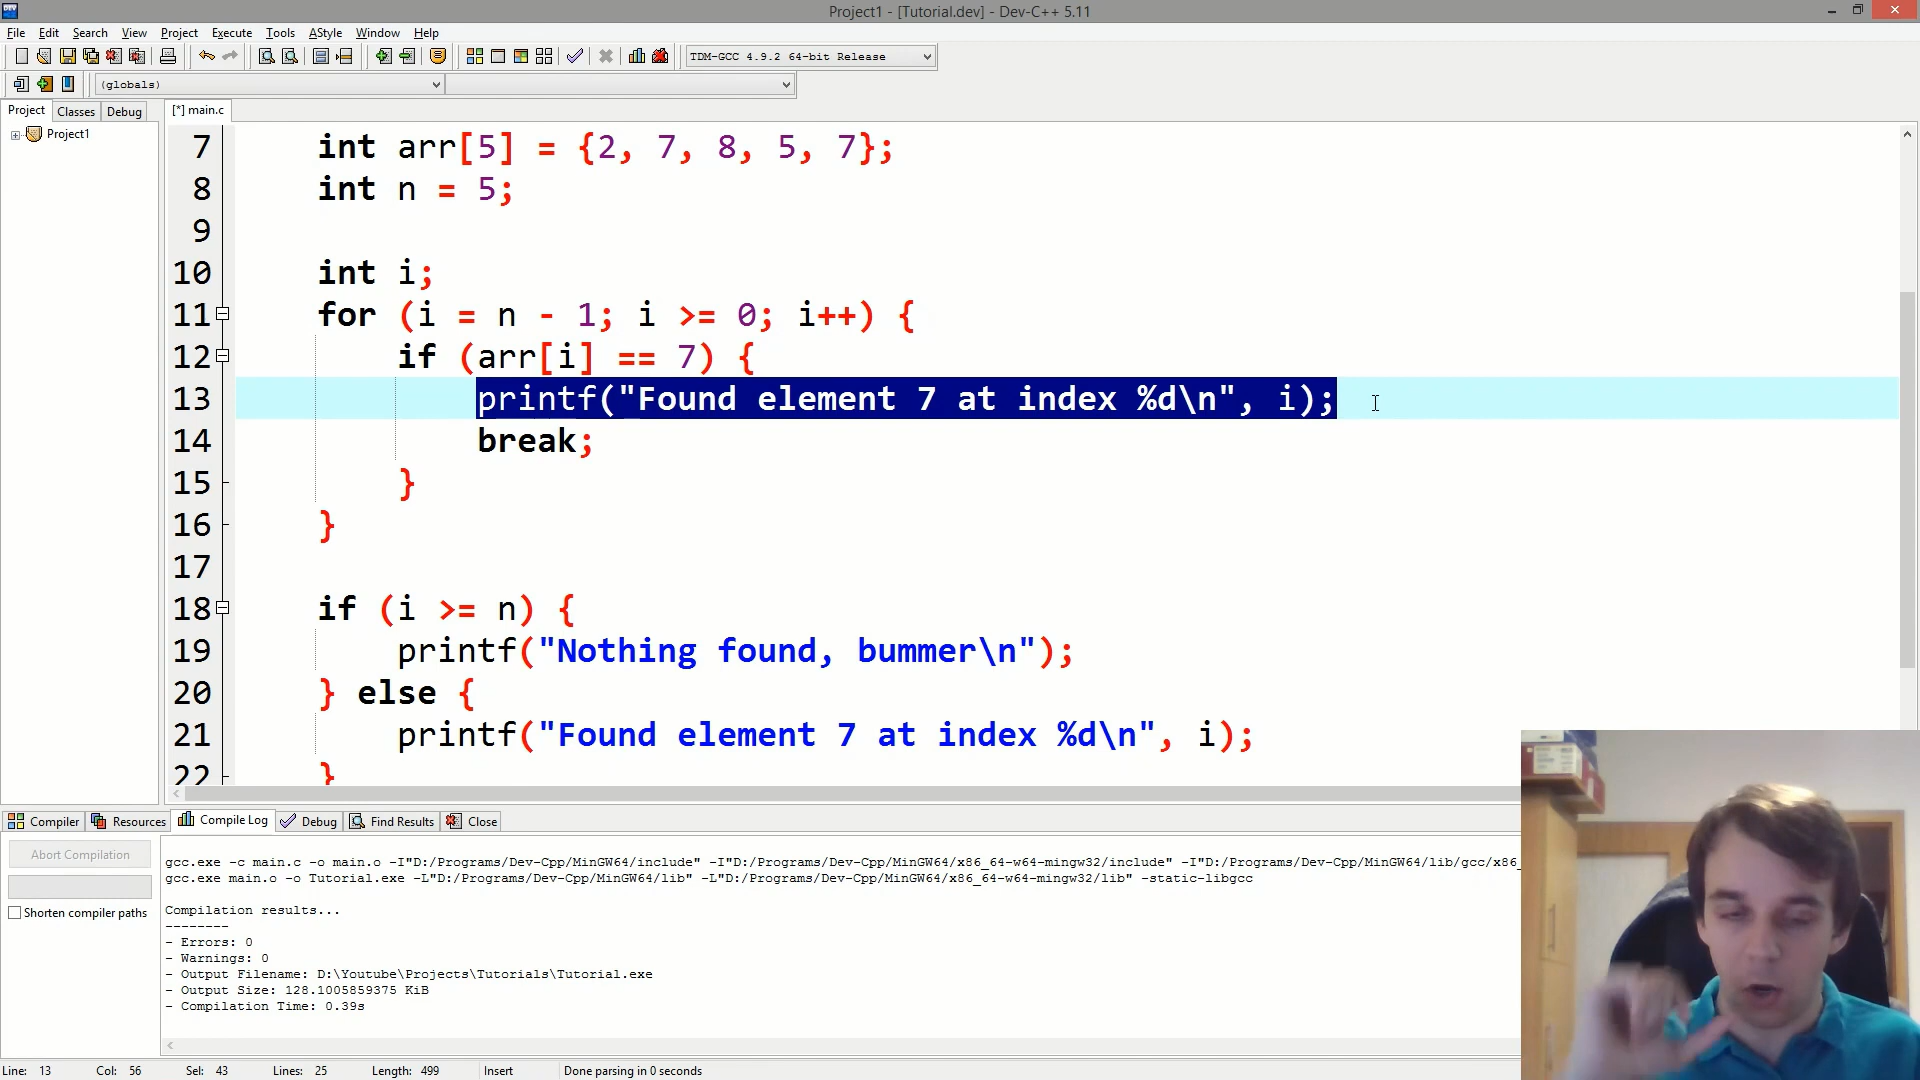 Project1 - [Tutorial.dev] - Dev-C++ 5.11
File Edit Search View Project Execute Tools AStyle Window Help
TDM-GCC 4.9.2 64-bit Release
(globals)
Project Classes Debug [*] main.c
Project1
7 int arr[5] = {2, 7, 8, 5, 7};
8 int n = 5;
9
10 int i;
11 for (i = n - 1; i >= 0; i++) {
12 if (arr[i] == 7) {
13 printf("Found element 7 at index %d\n", i);
14 break;
15 }
16 }
17
18 if (i >= n) {
19 printf("Nothing found, bummer\n");
20 } else {
21 printf("Found element 7 at index %d\n", i);
22 }
Compiler Resources Compile Log Debug Find Results Close
Abort Compilation
Shorten compiler paths
gcc.exe -c main.c -o main.o -I"D:/Programs/Dev-Cpp/MinGW64/include" -I"D:/Programs/Dev-Cpp/MinGW64/x86_64-w64-mingw32/include" -I"D:/Programs/Dev-Cpp/MinGW64/lib/gcc/x86_
gcc.exe main.o -o Tutorial.exe -L"D:/Programs/Dev-Cpp/MinGW64/lib" -L"D:/Programs/Dev-Cpp/MinGW64/x86_64-w64-mingw32/lib" -static-libgcc
Compilation results...
--------
- Errors: 0
- Warnings: 0
- Output Filename: D:\Youtube\Projects\Tutorials\Tutorial.exe
- Output Size: 128.1005859375 KiB
- Compilation Time: 0.39s
Line: 13 Col: 56 Sel: 43 Lines: 25 Length: 499 Insert Done parsing in 0 seconds